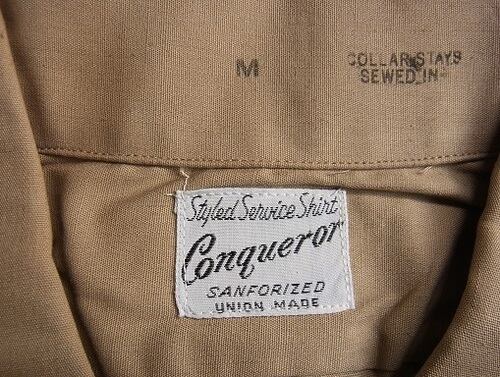 M
COLLAR STAYS
SEWED IN
Styled Service Shirt
Conqueror
SANFORIZED
UNION MADE